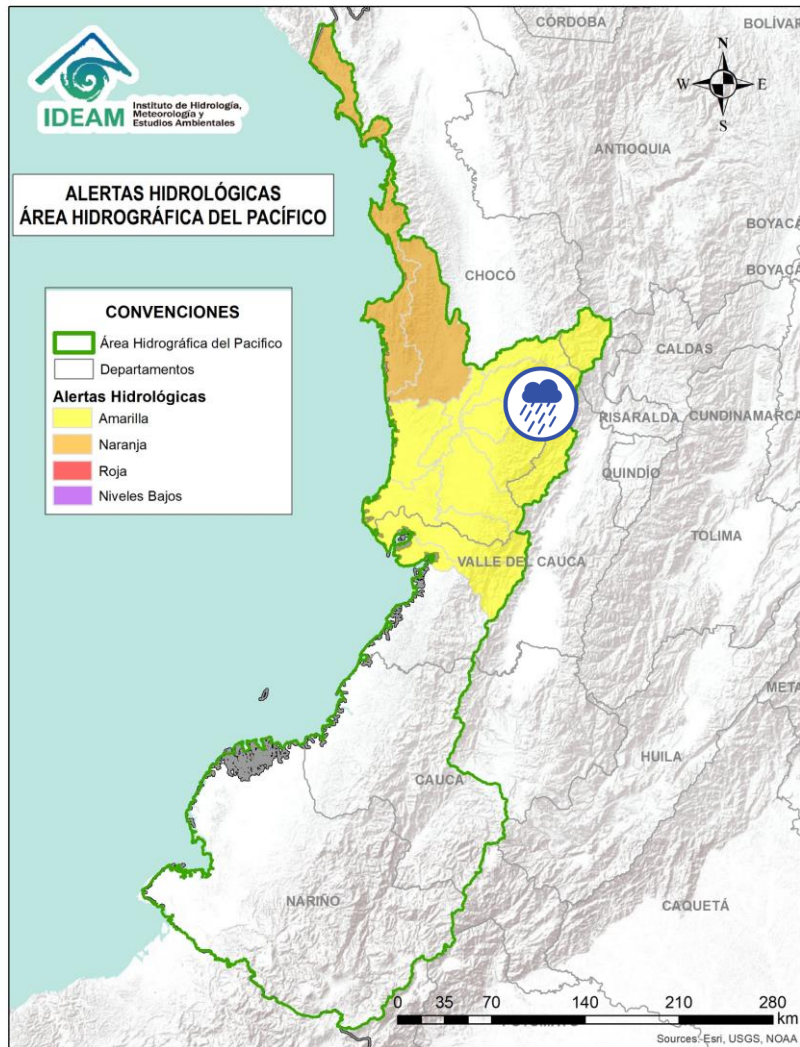 IDEAM
Instituto de Hidrología,
Meteorología y
Estudios Ambientales
CÓRDOBA
BOLÍVAR
N
W
E
S
ANTIOQUIA
ALERTAS HIDROLÓGICAS
ÁREA HIDROGRÁFICA DEL PACÍFICO
BOYACÁ
BOYACÁ
CHOCÓ
CONVENCIONES
Área Hidrográfica del Pacifico
Departamentos
Alertas Hidrológicas
Amarilla
Naranja
Roja
Niveles Bajos
CALDAS
RISARALDA
CUNDINAMARCA
QUINDÍO
TOLIMA
VALLE DEL CAUCA
META
HUILA
CAUCA
NARIÑO
CAQUETÁ
0 35 70 140 210 280
km
Sources: Esri, USGS, NOAA